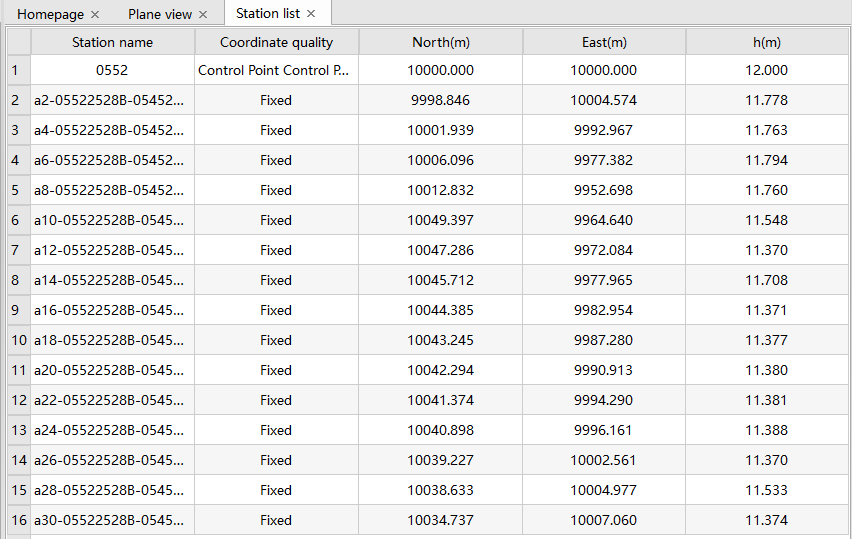 Homepage × Plane view × Station list ×
Station name Coordinate quality North(m) East(m) h(m)
1 0552 Control Point Control P... 10000.000 10000.000 12.000
2 a2-05522528B-05452... Fixed 9998.846 10004.574 11.778
3 a4-05522528B-05452... Fixed 10001.939 9992.967 11.763
4 a6-05522528B-05452... Fixed 10006.096 9977.382 11.794
5 a8-05522528B-05452... Fixed 10012.832 9952.698 11.760
6 a10-05522528B-0545... Fixed 10049.397 9964.640 11.548
7 a12-05522528B-0545... Fixed 10047.286 9972.084 11.370
8 a14-05522528B-0545... Fixed 10045.712 9977.965 11.708
9 a16-05522528B-0545... Fixed 10044.385 9982.954 11.371
10 a18-05522528B-0545... Fixed 10043.245 9987.280 11.377
11 a20-05522528B-0545... Fixed 10042.294 9990.913 11.380
12 a22-05522528B-0545... Fixed 10041.374 9994.290 11.381
13 a24-05522528B-0545... Fixed 10040.898 9996.161 11.388
14 a26-05522528B-0545... Fixed 10039.227 10002.561 11.370
15 a28-05522528B-0545... Fixed 10038.633 10004.977 11.533
16 a30-05522528B-0545... Fixed 10034.737 10007.060 11.374